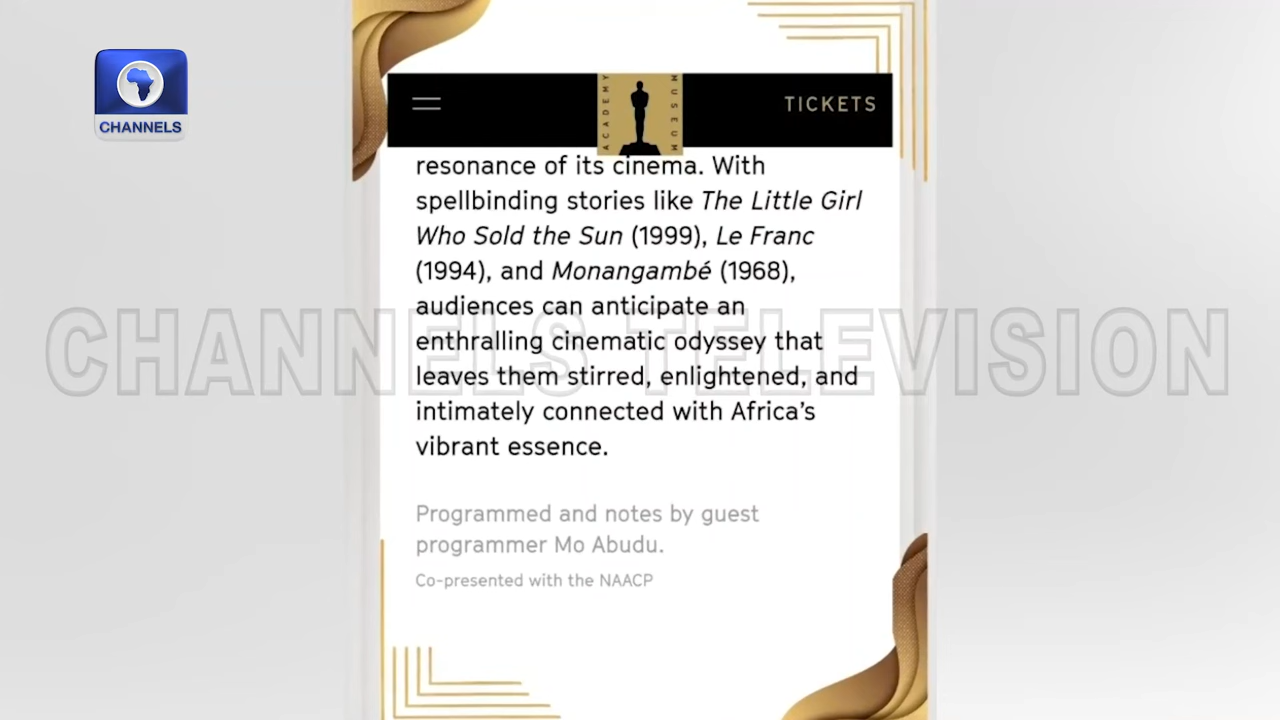 CHANNELS
ACADEMY
MUSEUM
TICKETS
resonance of its cinema. With
spellbinding stories like The Little Girl
Who Sold the Sun (1999), Le Franc
(1994), and Monangambé (1968),
audiences can anticipate an
enthralling cinematic odyssey that
leaves them stirred, enlightened, and
intimately connected with Africa’s
vibrant essence.
Programmed and notes by guest
programmer Mo Abudu.
Co-presented with the NAACP
CHANNELS TELEVISION